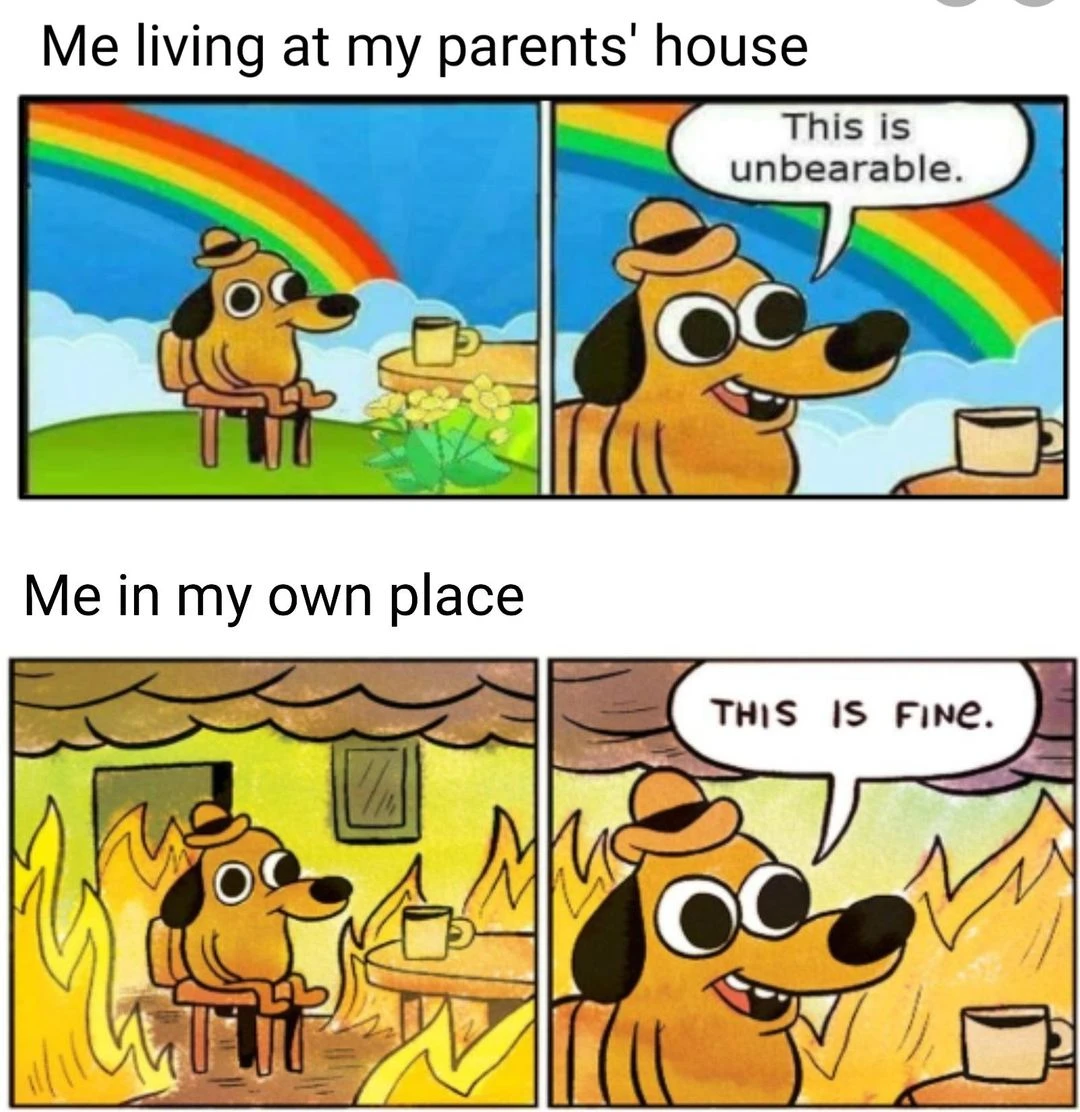 Me living at my parents' house
This is
unbearable.
Me in my own place
THIS IS FINe.